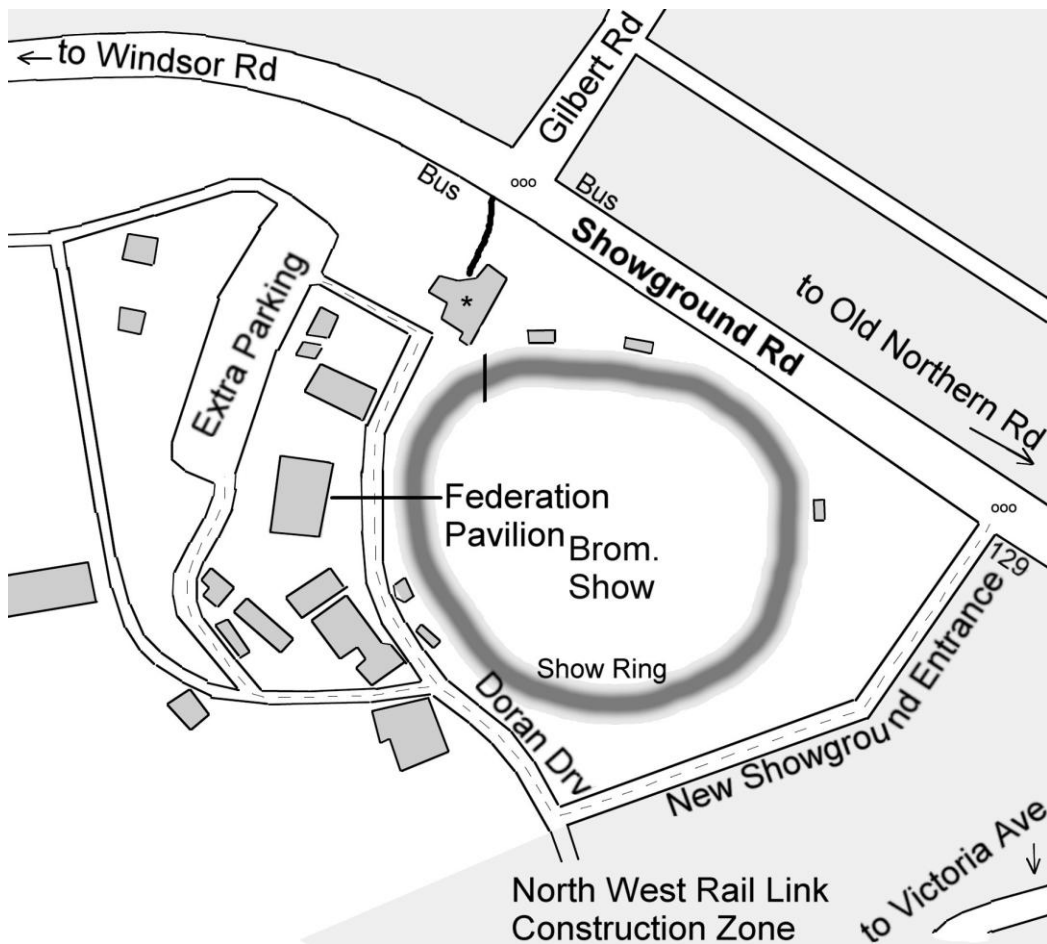 to Windsor Rd
Gilbert Rd
Bus
ooo
Bus
Showground Rd
to Old Northern Rd
Extra Parking
*
Federation
Pavilion
Brom.
Show
ooo
129
Show Ring
Doran Drv
New Showground Entrance
to Victoria Ave
North West Rail Link
Construction Zone